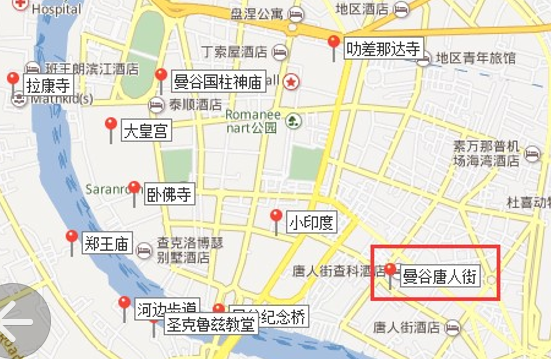 Hospital
盘涅公寓
地区酒店
丁索屋酒店
叻差那达寺
地区青年旅馆
班王朗滨江酒店
曼谷国柱神庙
拉康寺
Mathkid(s)
泰顺酒店
Romanee
nart公园
大皇宫
素万那普机
场海湾酒店
Saranrom
卧佛寺
杜喜动物
小印度
郑王庙
查克洛博瑟
别墅酒店
唐人街查科酒店
曼谷唐人街
河边步道
纪念桥
圣克鲁兹教堂
唐人街酒店